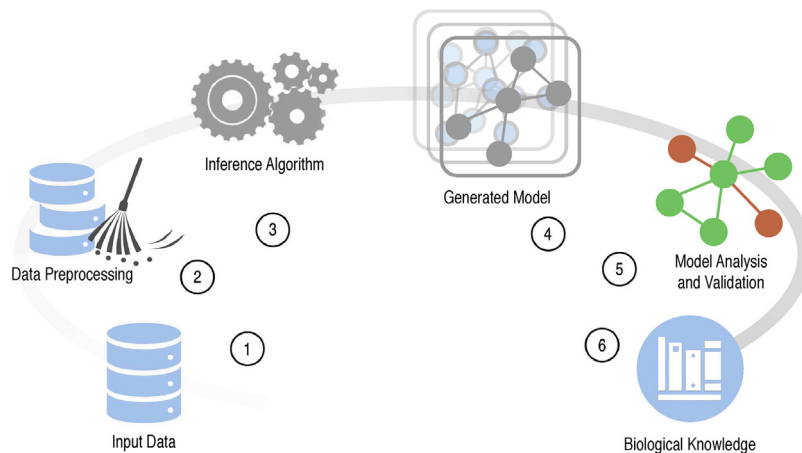 Inference Algorithm
Generated Model
3
4
Data Preprocessing
2
5
Model Analysis
and Validation
1
6
Input Data
Biological Knowledge